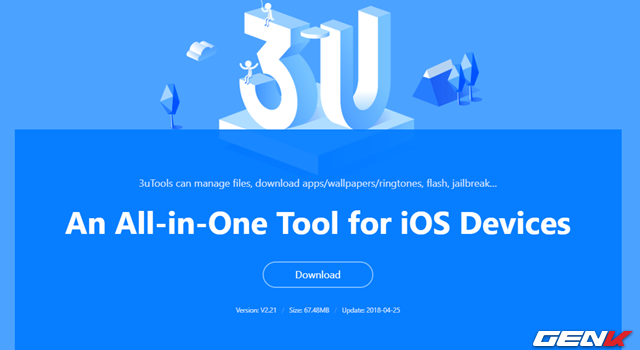 3U
3uTools can manage files, download apps/wallpapers/ringtones, flash, jailbreak...
An All-in-One Tool for iOS Devices
Download
Version: V2.21 / Size: 67.48MB / Update: 2018-04-25
GENK